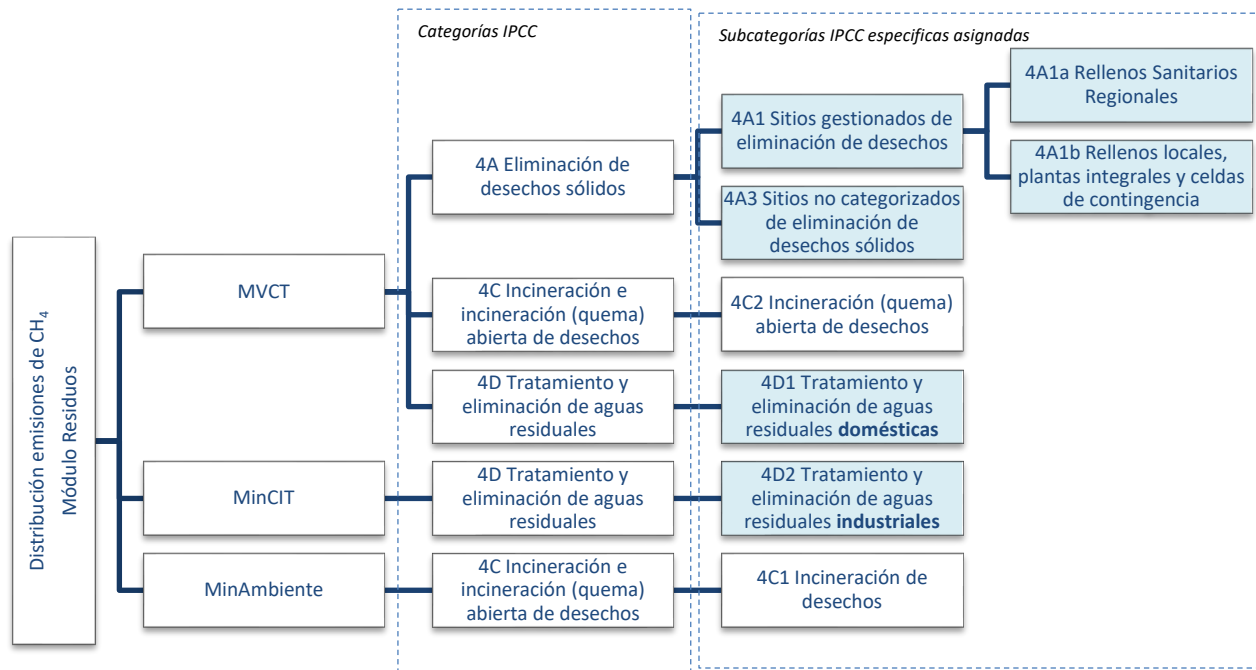 Categorías IPCC
Subcategorías IPCC especificas asignadas
Distribución emisiones de CH₄
Módulo Residuos
MVCT
4A Eliminación de
desechos sólidos
4A1 Sitios gestionados de
eliminación de desechos
4A1a Rellenos Sanitarios
Regionales
4A1b Rellenos locales,
plantas integrales y celdas
de contingencia
4A3 Sitios no categorizados
de eliminación de
desechos sólidos
4C Incineración e
incineración (quema)
abierta de desechos
4C2 Incineración (quema)
abierta de desechos
4D Tratamiento y
eliminación de aguas
residuales
4D1 Tratamiento y
eliminación de aguas
residuales domésticas
MinCIT
4D Tratamiento y
eliminación de aguas
residuales
4D2 Tratamiento y
eliminación de aguas
residuales industriales
MinAmbiente
4C Incineración e
incineración (quema)
abierta de desechos
4C1 Incineración de
desechos